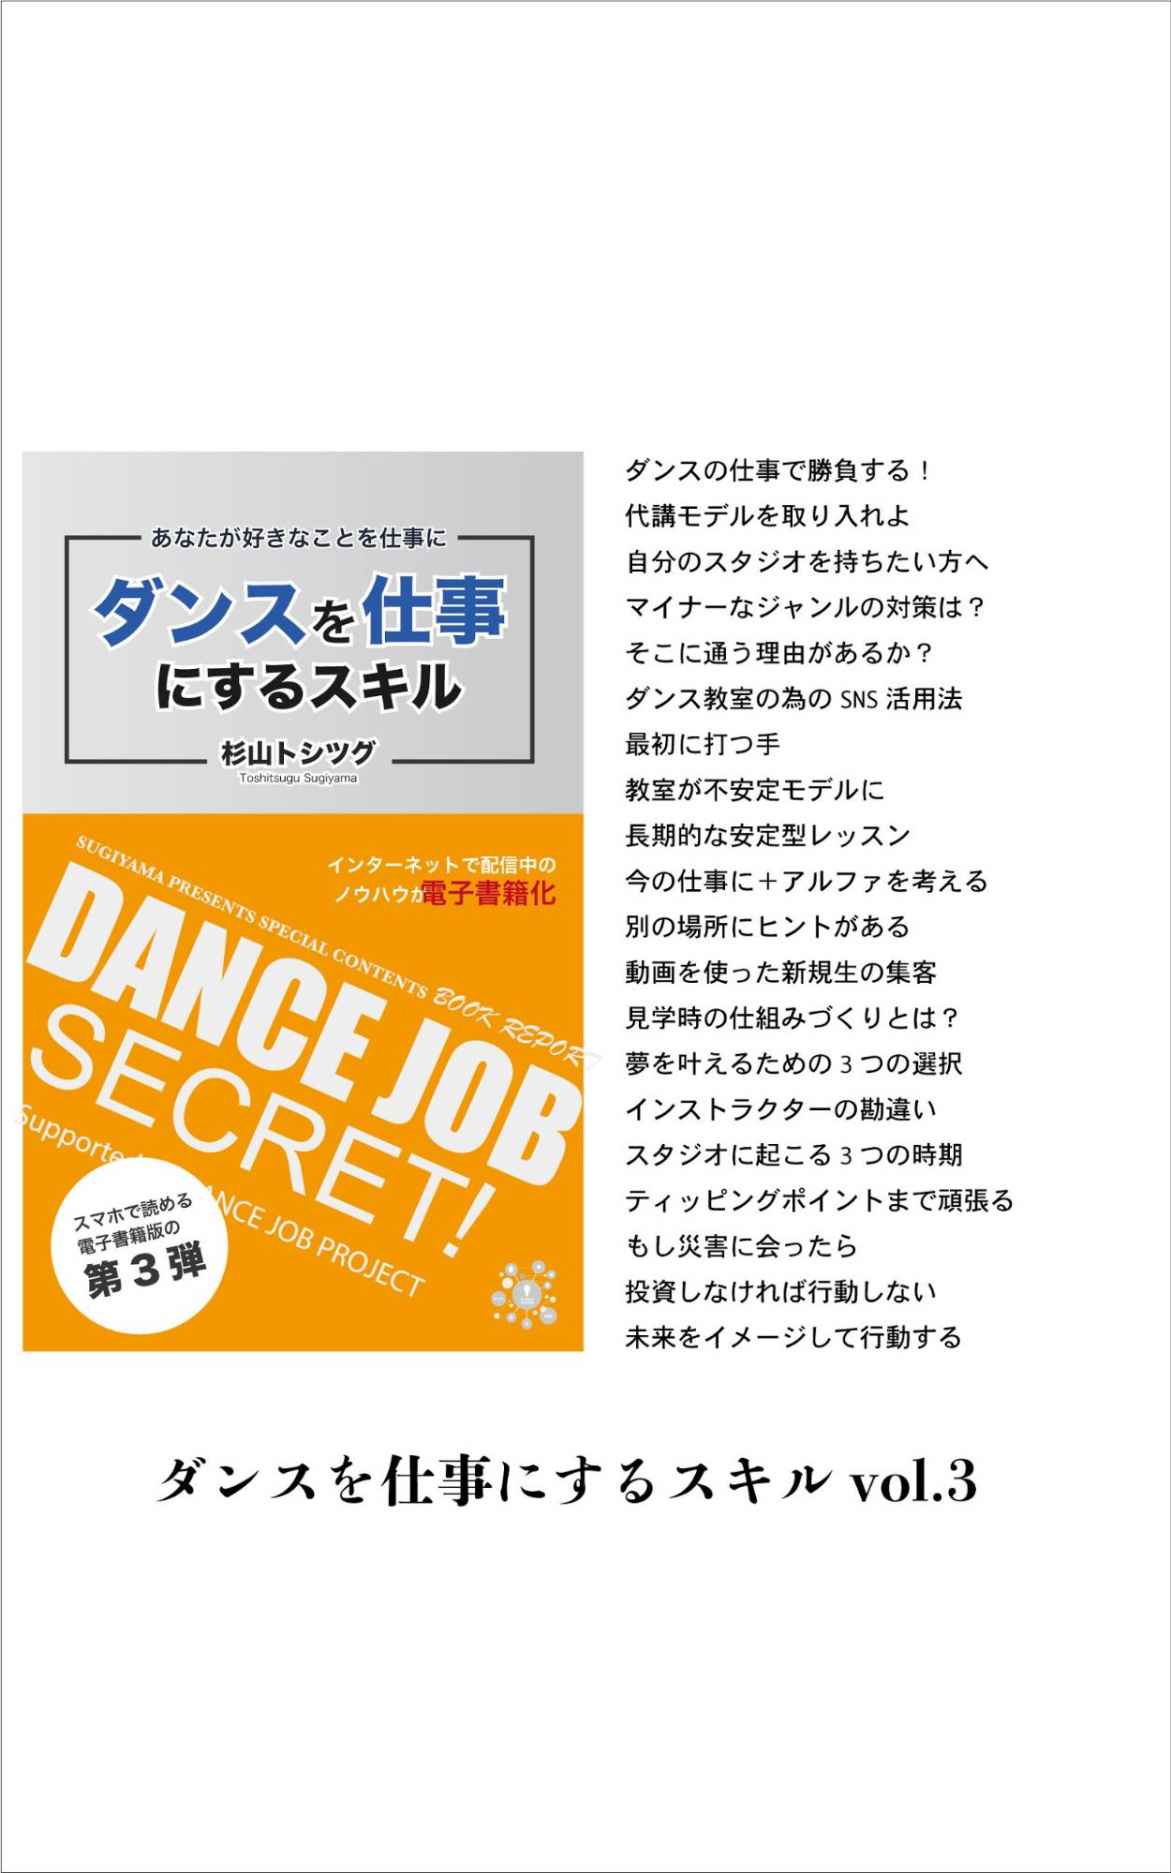 あなたが好きなことを仕事に
ダンスを仕事
にするスキル
杉山トシツグ
Toshitsugu Sugiyama
インターネットで配信中の
ノウハウが電子書籍化
SUGIYAMA PRESENTS SPECIAL CONTENTS BOOK REPORT
DANCE JOB
SECRET!
DANCE JOB PROJECT
スマホで読める
電子書籍版の
第3弾
ダンスの仕事で勝負する！
代講モデルを取り入れよ
自分のスタジオを持ちたい方へ
マイナーなジャンルの対策は？
そこに通う理由があるか？
ダンス教室の為の SNS 活用法
最初に打つ手
教室が不安定モデルに
長期的な安定型レッスン
今の仕事に＋アルファを考える
別の場所にヒントがある
動画を使った新規生の集客
見学時の仕組みづくりとは？
夢を叶えるための 3 つの選択
インストラクターの勘違い
スタジオに起こる 3 つの時期
ティッピングポイントまで頑張る
もし災害に会ったら
投資しなければ行動しない
未来をイメージして行動する
ダンスを仕事にするスキル vol.3